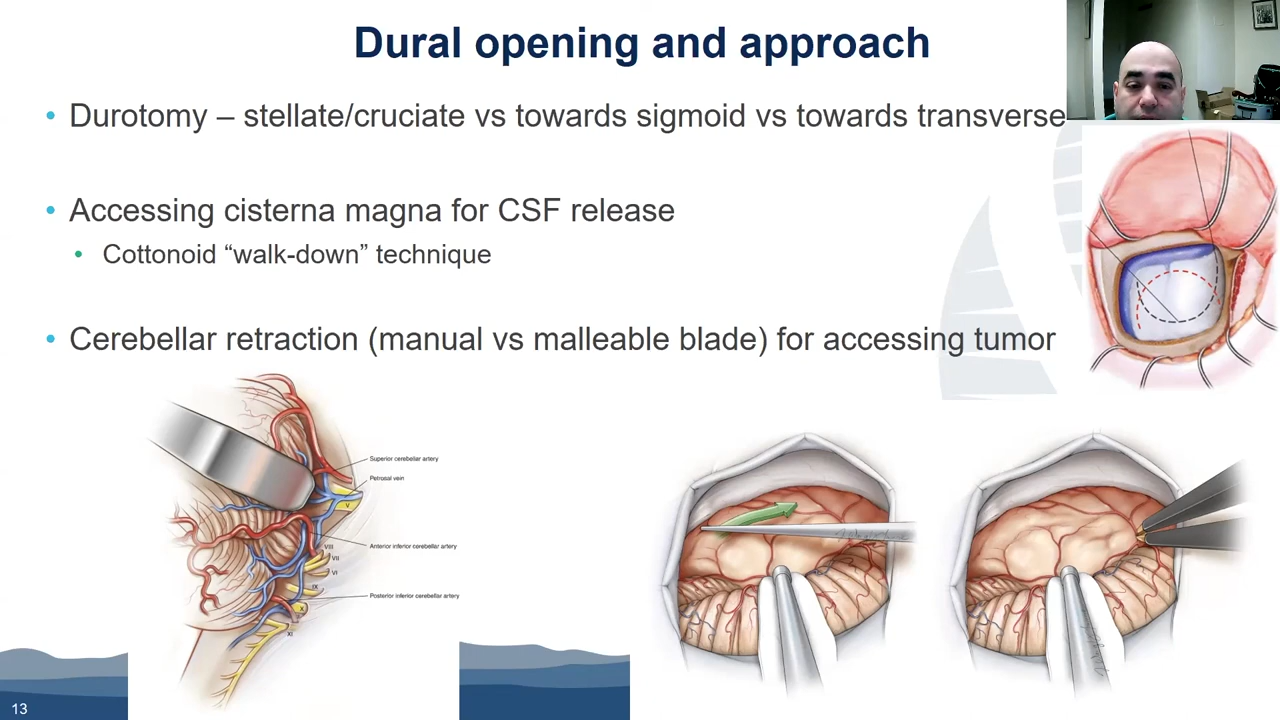 Dural opening and approach
• Durotomy – stellate/cruciate vs towards sigmoid vs towards transverse
• Accessing cisterna magna for CSF release
• Cottonoid “walk-down” technique
• Cerebellar retraction (manual vs malleable blade) for accessing tumor
Superior cerebellar artery
Petrosal vein
V
Anterior inferior cerebellar artery
VIII
VII
VI
IX
Posterior inferior cerebellar artery
X
XI
13